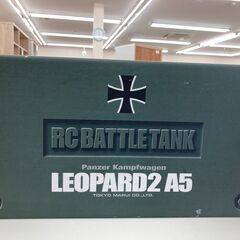 RC BATTLE TANK
Panzer Kampfwagen
LEOPARD2 A5
TOKYO MARUI CO.,LTD.